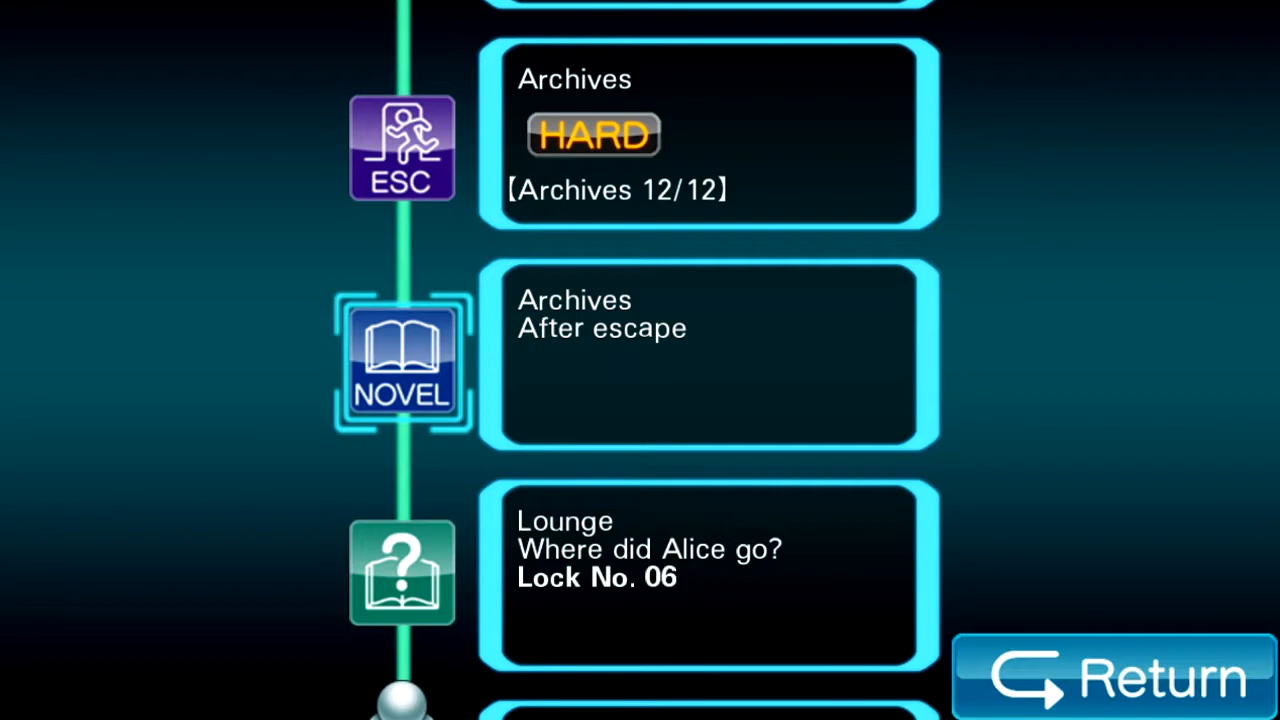 Archives
HARD
ESC
【Archives 12/12】
Archives
After escape
NOVEL
Lounge
Where did Alice go?
Lock No. 06
?
Return